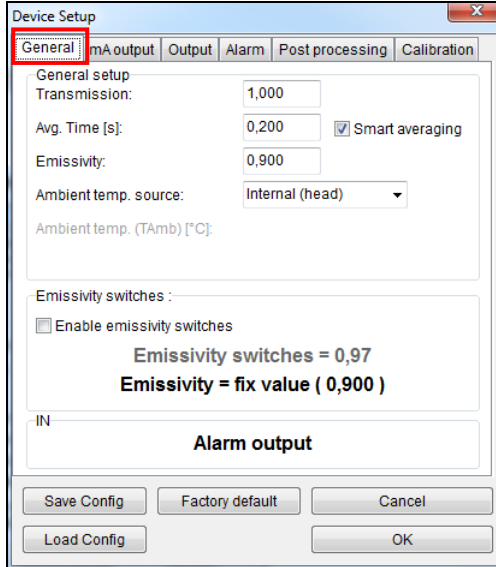 Device Setup
General mA output Output Alarm Post processing Calibration
General setup
Transmission: 1,000
Avg. Time [s]: 0,200 Smart averaging
Emissivity: 0,900
Ambient temp. source: Internal (head)
Ambient temp. (TAmb) [°C]:
Emissivity switches :
Enable emissivity switches
Emissivity switches = 0,97
Emissivity = fix value ( 0,900 )
IN
Alarm output
Save Config Factory default Cancel
Load Config OK